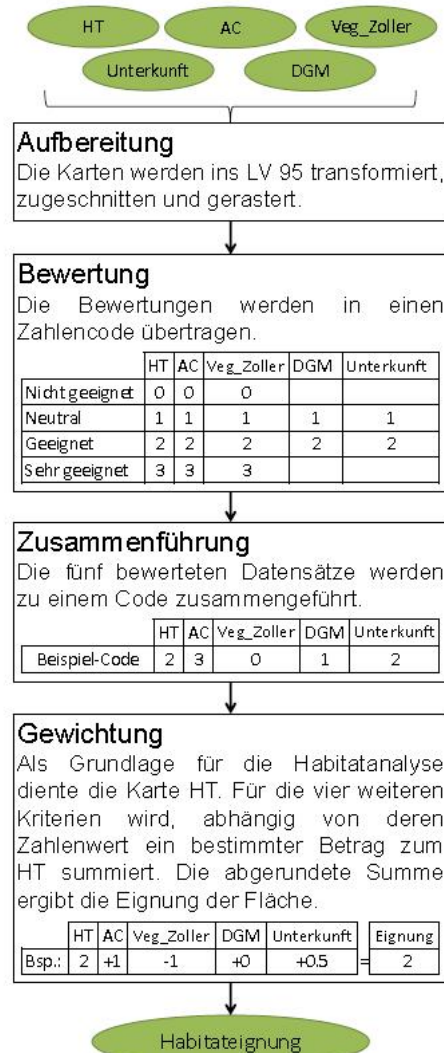 HT AC Veg_Zoller
Unterkunft DGM
Aufbereitung
Die Karten werden ins LV 95 transformiert,
zugeschnitten und gerastert.
Bewertung
Die Bewertungen werden in einen
Zahlencode übertragen.
HT AC Veg_Zoller DGM Unterkunft
Nicht geeignet 0 0 0
Neutral 1 1 1 1 1
Geeignet 2 2 2 2 2
Sehr geeignet 3 3 3
Zusammenführung
Die fünf bewerteten Datensätze werden
zu einem Code zusammengeführt.
HT AC Veg_Zoller DGM Unterkunft
Beispiel-Code 2 3 0 1 2
Gewichtung
Als Grundlage für die Habitatanalyse
diente die Karte HT. Für die vier weiteren
Kriterien wird, abhängig von deren
Zahlenwert ein bestimmter Betrag zum
HT summiert. Die abgerundete Summe
ergibt die Eignung der Fläche.
HT AC Veg_Zoller DGM Unterkunft Eignung
Bsp.: 2 +1 -1 +0 +0.5 = 2
Habitateignung